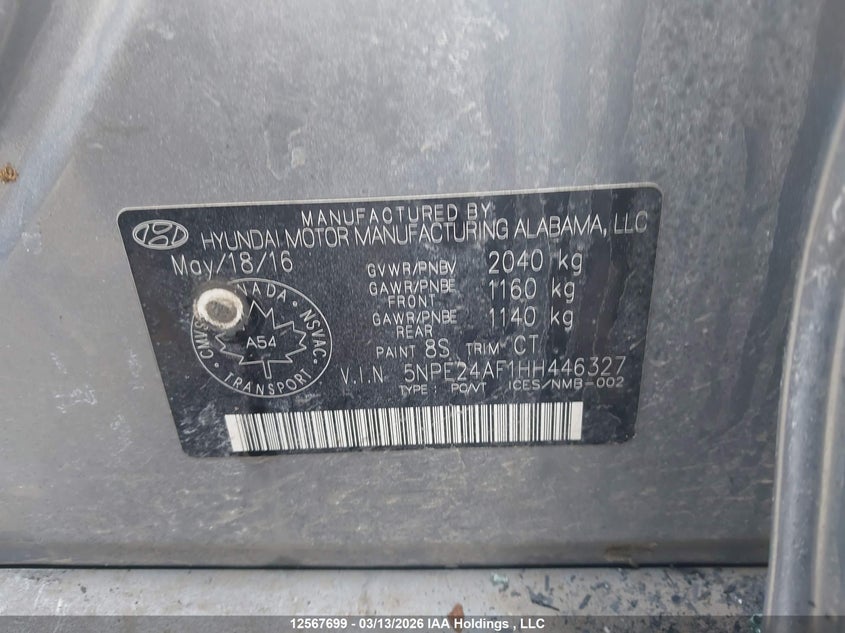 MANUFACTURED BY
HYUNDAI MOTOR MANUFACTURING ALABAMA, LLC
May/18/16
GVWR/PNBV 2040 kg
GAWR/PNBE FRONT 1160 kg
GAWR/PNBE REAR 1140 kg
PAINT 8S TRIM CT
V.I.N 5NPE24AF1HH446327
TYPE : PC/VT ICES/NMB-002
CANADA · NSVAC · TRANSPORT
A54
12567699 - 03/13/2026 IAA Holdings , LLC